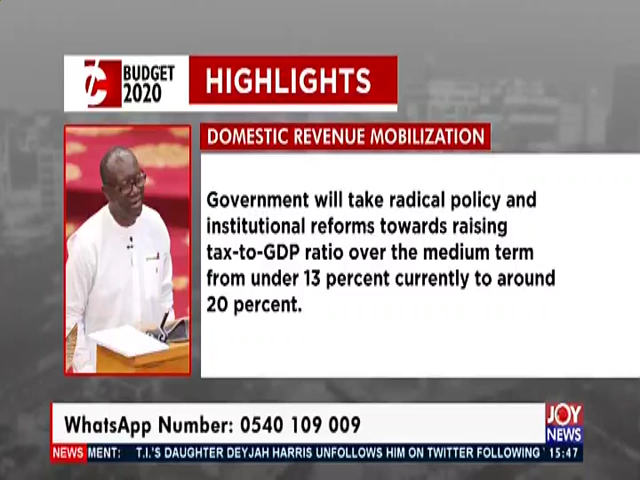 BUDGET
2020
HIGHLIGHTS
DOMESTIC REVENUE MOBILIZATION
Government will take radical policy and
institutional reforms towards raising
tax-to-GDP ratio over the medium term
from under 13 percent currently to around
20 percent.
WhatsApp Number: 0540 109 009
JOY
NEWS
NEWS MENT: T.I.'S DAUGHTER DEYJAH HARRIS UNFOLLOWS HIM ON TWITTER FOLLOWING 15:47